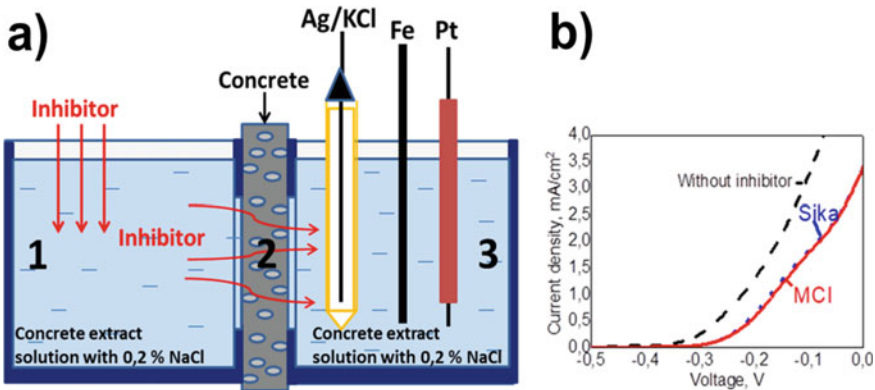 a)
Inhibitor
Concrete
Ag/KCl
Fe
Pt
1
Inhibitor
2
3
Concrete extract
solution with 0,2 % NaCl
Concrete extract
solution with 0,2 % NaCl
b)
Current density, mA/cm²
4,0
3,5
3,0
2,5
2,0
1,5
1,0
0,5
0,0
Without inhibitor
Sika
MCI
-0,5
-0,4
-0,3
-0,2
-0,1
0,0
Voltage, V